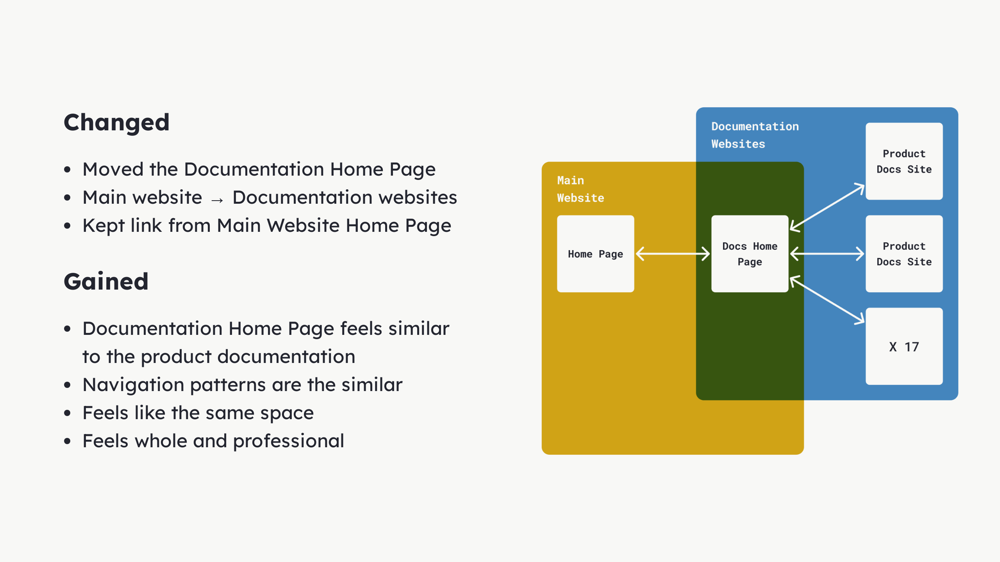 Changed
Moved the Documentation Home Page
Main website → Documentation websites
Kept link from Main Website Home Page
Gained
Documentation Home Page feels similar
to the product documentation
Navigation patterns are the similar
Feels like the same space
Feels whole and professional
Documentation
Websites
Main
Website
Home Page
Docs Home
Page
Product
Docs Site
Product
Docs Site
X 17